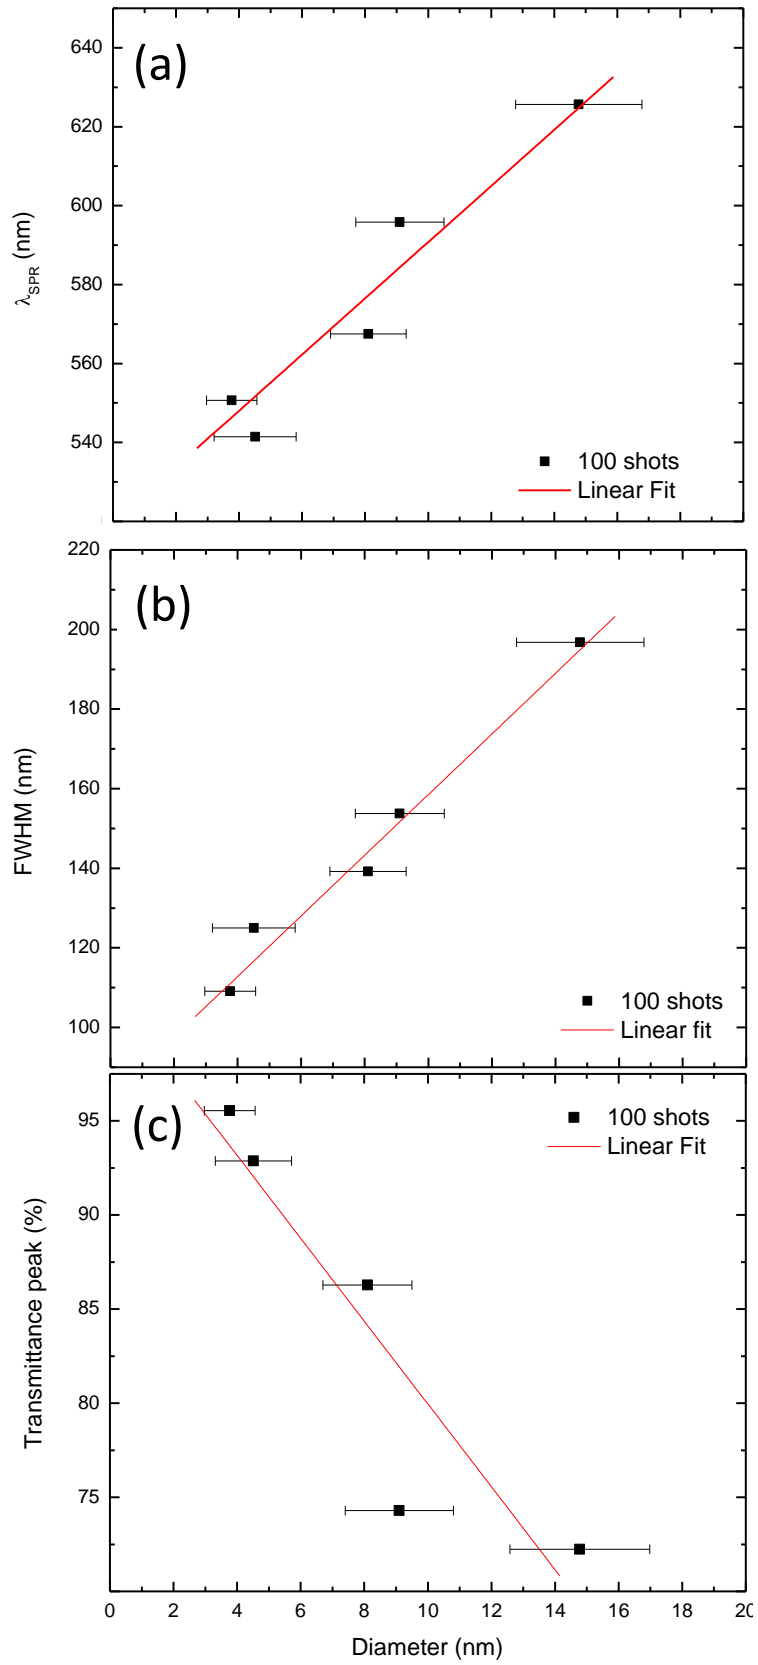 (a)
640
620
600
580
560
540
λSPR (nm)
100 shots
Linear Fit
(b)
220
200
180
160
140
120
100
FWHM (nm)
100 shots
Linear fit
(c)
95
90
85
80
75
Transmittance peak (%)
100 shots
Linear Fit
0 2 4 6 8 10 12 14 16 18 20
Diameter (nm)